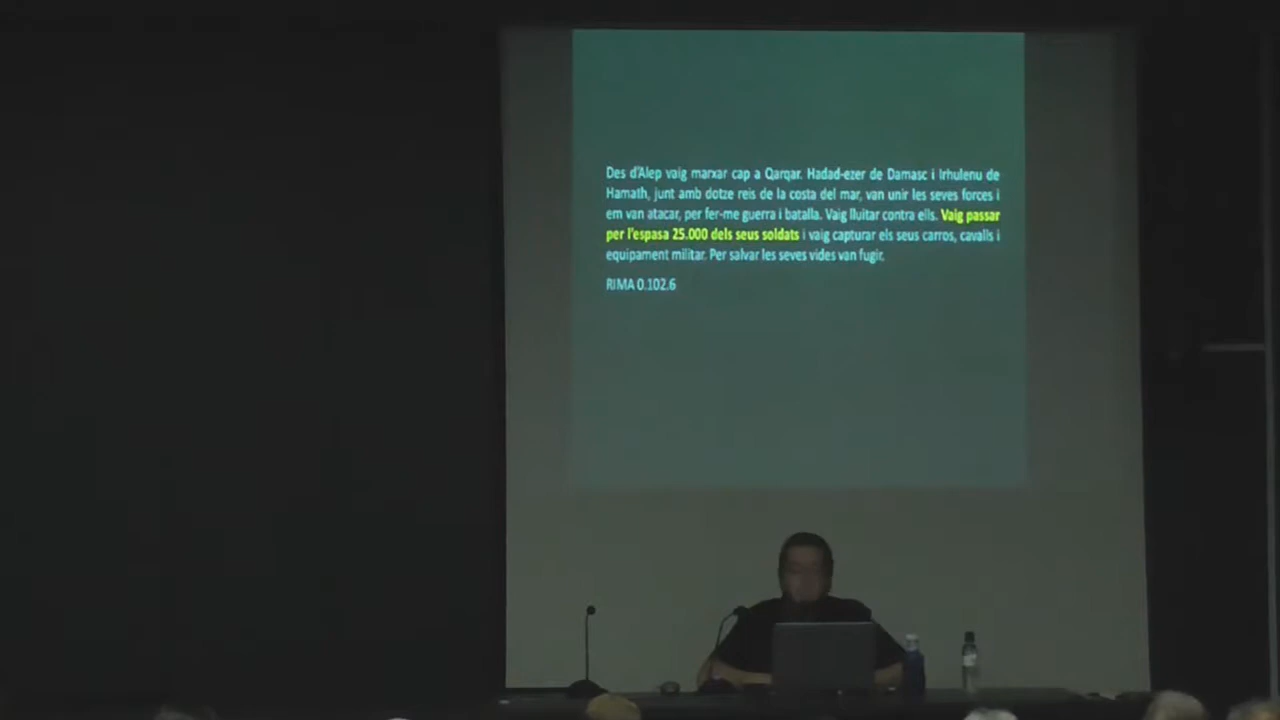 Des d'Alep vaig marxar cap a Qarqar. Hadad-ezer de Damasc i Irhulenu de
Hamath, junt amb dotze reis de la costa del mar, van unir les seves forces i
em van atacar, per fer-me guerra i batalla. Vaig lluitar contra ells. Vaig passar
per l'espasa 25.000 dels seus soldats i vaig capturar els seus carros, cavalls i
equipament militar. Per salvar les seves vides van fugir.
RIMA 0.102.6